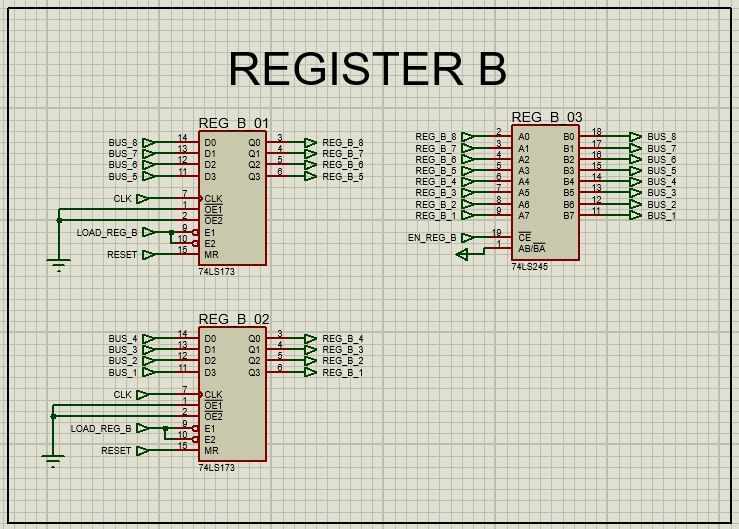 REGISTER B
REG_B_01
BUS_8 14 D0 Q0 3 REG_B_8
BUS_7 13 D1 Q1 4 REG_B_7
BUS_6 12 D2 Q2 5 REG_B_6
BUS_5 11 D3 Q3 6 REG_B_5
CLK 7 CLK
1 OE1
2 OE2
LOAD_REG_B 9 E1
10 E2
RESET 15 MR
74LS173
REG_B_03
REG_B_8 2 A0 B0 18 BUS_8
REG_B_7 3 A1 B1 17 BUS_7
REG_B_6 4 A2 B2 16 BUS_6
REG_B_5 5 A3 B3 15 BUS_5
REG_B_4 6 A4 B4 14 BUS_4
REG_B_3 7 A5 B5 13 BUS_3
REG_B_2 8 A6 B6 12 BUS_2
REG_B_1 9 A7 B7 11 BUS_1
EN_REG_B 19 CE
1 AB/BA
74LS245
REG_B_02
BUS_4 14 D0 Q0 3 REG_B_4
BUS_3 13 D1 Q1 4 REG_B_3
BUS_2 12 D2 Q2 5 REG_B_2
BUS_1 11 D3 Q3 6 REG_B_1
CLK 7 CLK
1 OE1
2 OE2
LOAD_REG_B 9 E1
10 E2
RESET 15 MR
74LS173